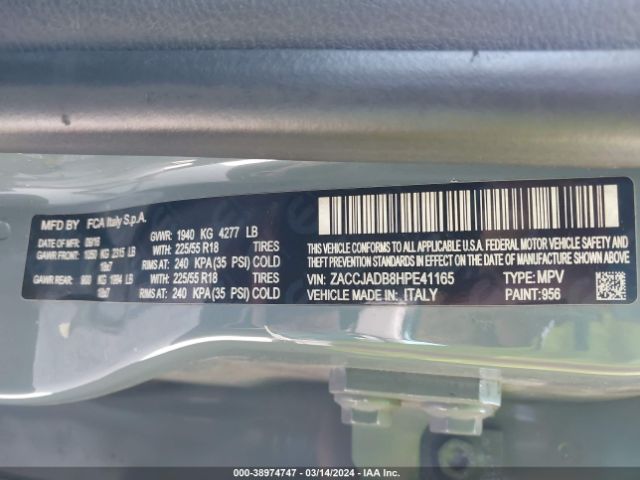 MFD BY FCA Italy S.p.A.
DATE OF MFR 09/16 GVWR: 1940 KG 4277 LB
GAWR FRONT: 1050 KG 2315 LB WITH: 225/55 R18 TIRES
18x7 RIMS AT: 240 KPA (35 PSI) COLD
GAWR REAR: 900 KG 1984 LB WITH: 225/55 R18 TIRES
18x7 RIMS AT: 240 KPA (35 PSI) COLD
THIS VEHICLE CONFORMS TO ALL APPLICABLE U.S.A. FEDERAL MOTOR VEHICLE SAFETY
AND THEFT PREVENTION STANDARDS IN EFFECT ON THE DATE OF MANUFACTURE SHOWN ABOVE.
VIN: ZACCJADB8HPE41165 TYPE: MPV
VEHICLE MADE IN: ITALY PAINT: 956
000-38974747 • 03/14/2024 • IAA Inc.